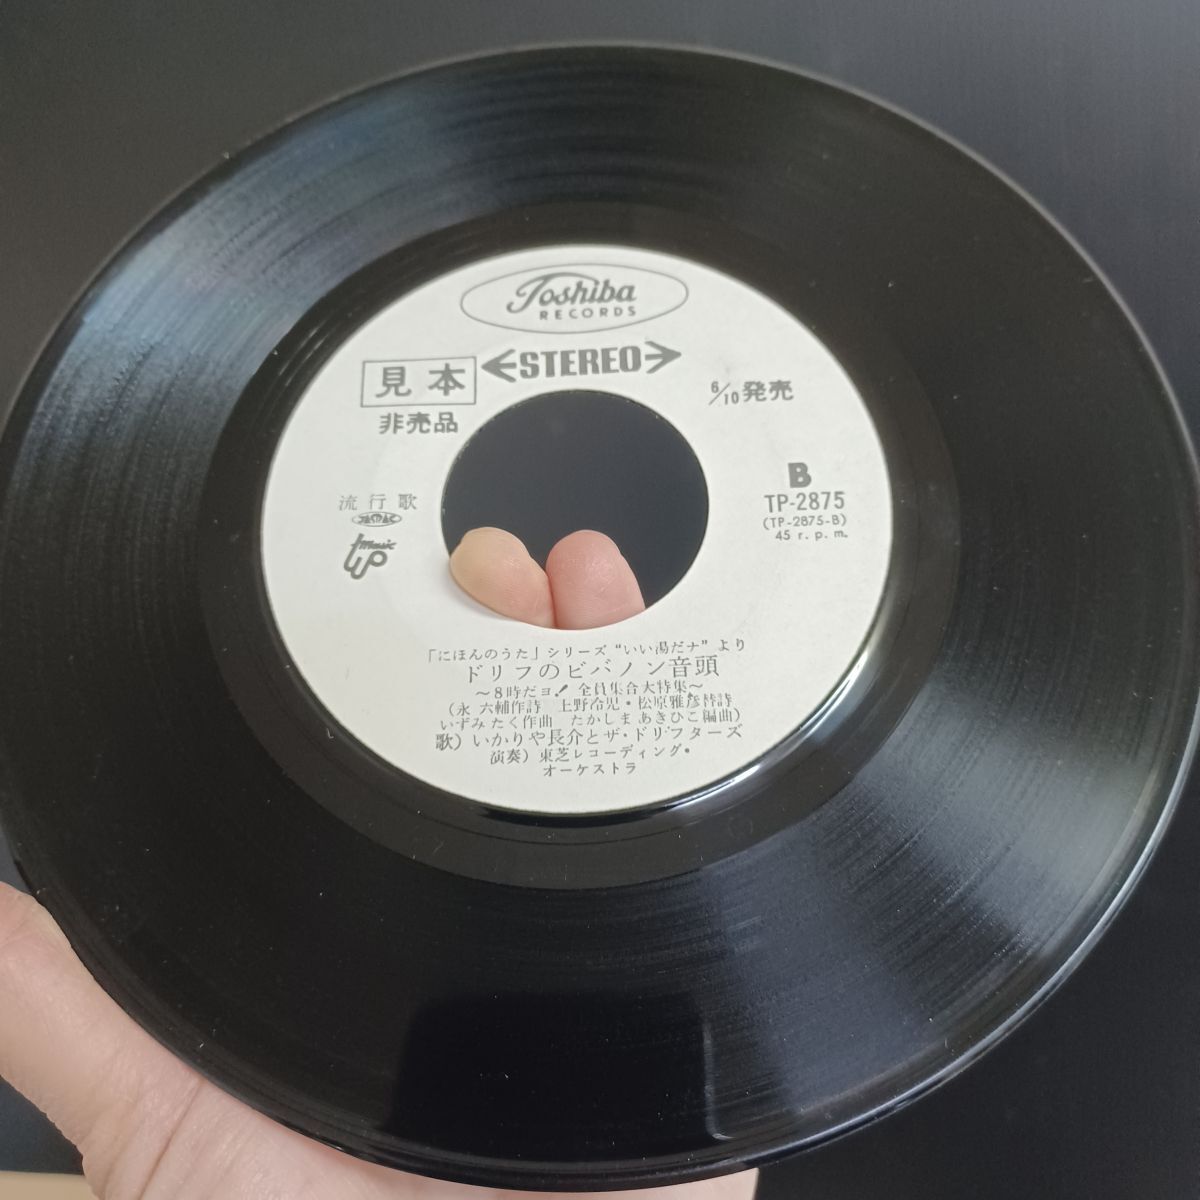 Toshiba
RECORDS
STEREO
見本
非売品
6/10発売
流行歌
JASRAC
music
UP
B
TP-2875
(TP-2875-B)
45 r.p.m.
「にほんのうた」シリーズ“いい湯だナ”より
ドリフのビバノン音頭
〜8時だヨ!全員集合大特集〜
(永 六輔作詩 上野冷児・松原雅彦替詩
いずみ たく作曲 たかしま あきひこ編曲)
歌)いかりや長介とザ・ドリフターズ
演奏)東芝レコーディング・
オーケストラ